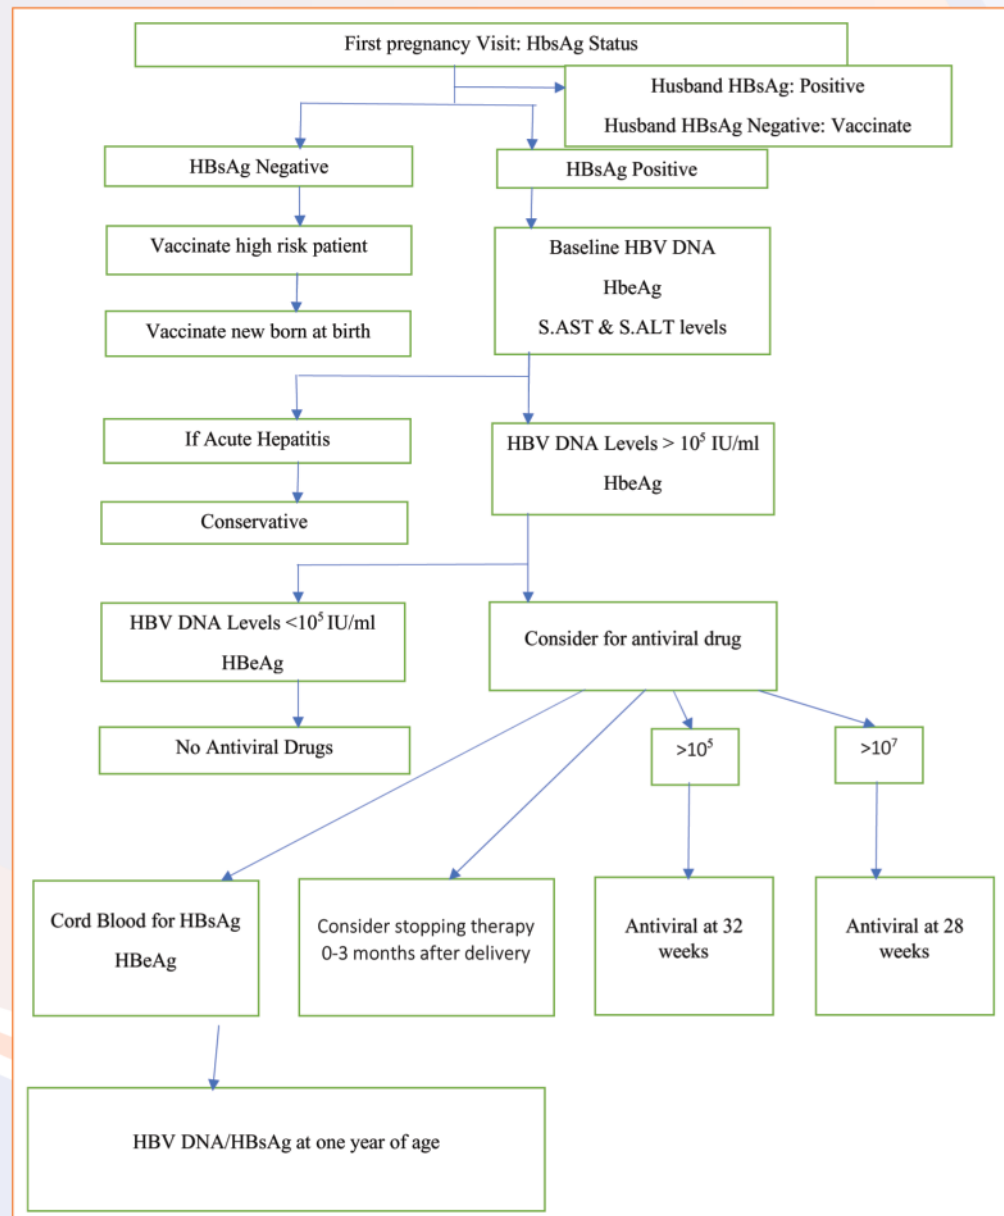 First pregnancy Visit: HbsAg Status
Husband HBsAg: Positive
Husband HBsAg Negative: Vaccinate
HBsAg Negative
HBsAg Positive
Vaccinate high risk patient
Baseline HBV DNA
HbeAg
S.AST & S.ALT levels
Vaccinate new born at birth
If Acute Hepatitis
HBV DNA Levels > 10⁵ IU/ml
HbeAg
Conservative
HBV DNA Levels <10⁵ IU/ml
HBeAg
Consider for antiviral drug
No Antiviral Drugs
>10⁵
>10⁷
Cord Blood for HBsAg
HBeAg
Consider stopping therapy
0-3 months after delivery
Antiviral at 32
weeks
Antiviral at 28
weeks
HBV DNA/HBsAg at one year of age